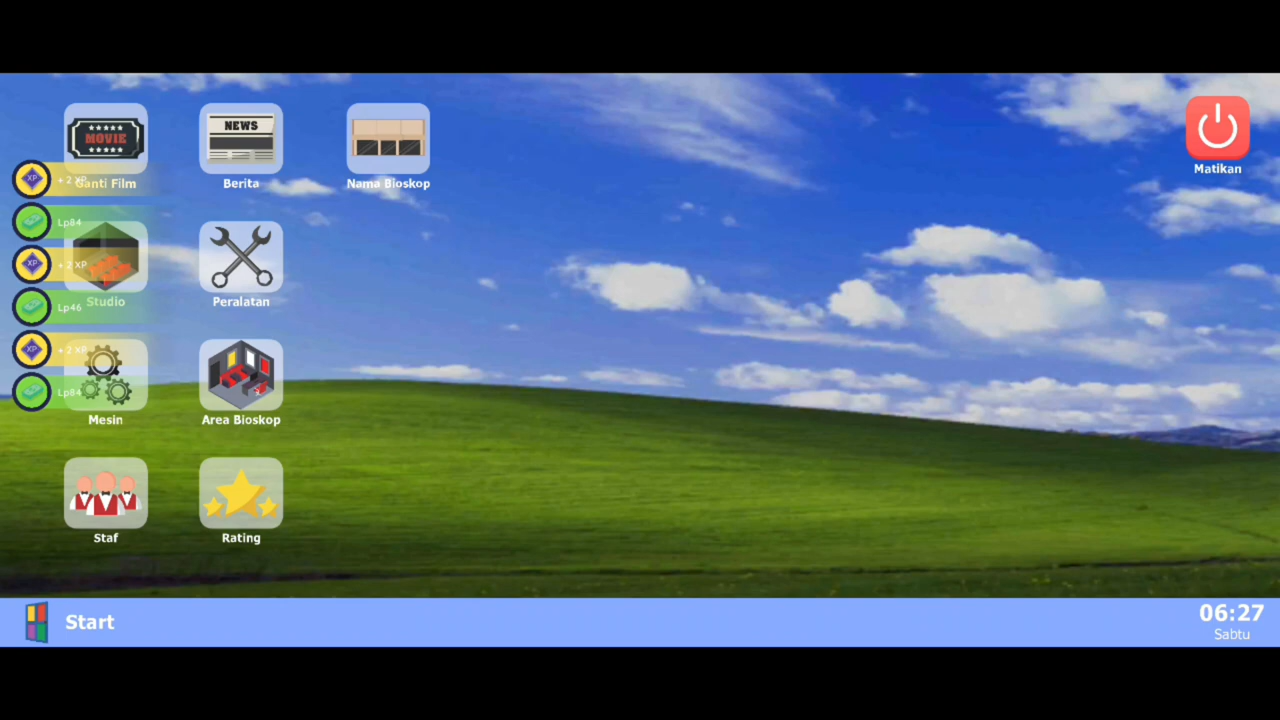 MOVIE
Ganti Film
NEWS
Berita
Nama Bioskop
Matikan
XP
+2 XP
Lp84
XP
+2 XP
Lp46
XP
+2 XP
Lp84
Studio
Peralatan
Mesin
Area Bioskop
Staf
Rating
Start
06:27
Sabtu